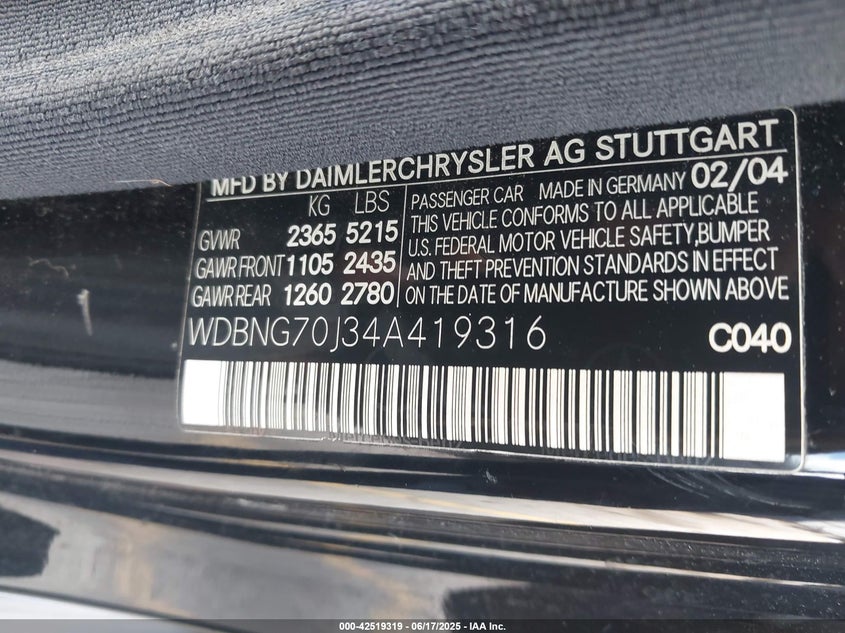 MFD BY DAIMLERCHRYSLER AG STUTTGART
KG LBS
GVWR 2365 5215
GAWR FRONT 1105 2435
GAWR REAR 1260 2780
PASSENGER CAR MADE IN GERMANY 02/04
THIS VEHICLE CONFORMS TO ALL APPLICABLE
U.S. FEDERAL MOTOR VEHICLE SAFETY,BUMPER
AND THEFT PREVENTION STANDARDS IN EFFECT
ON THE DATE OF MANUFACTURE SHOWN ABOVE
WDBNG70J34A419316 C040
000-42519319 - 06/17/2025 - IAA Inc.